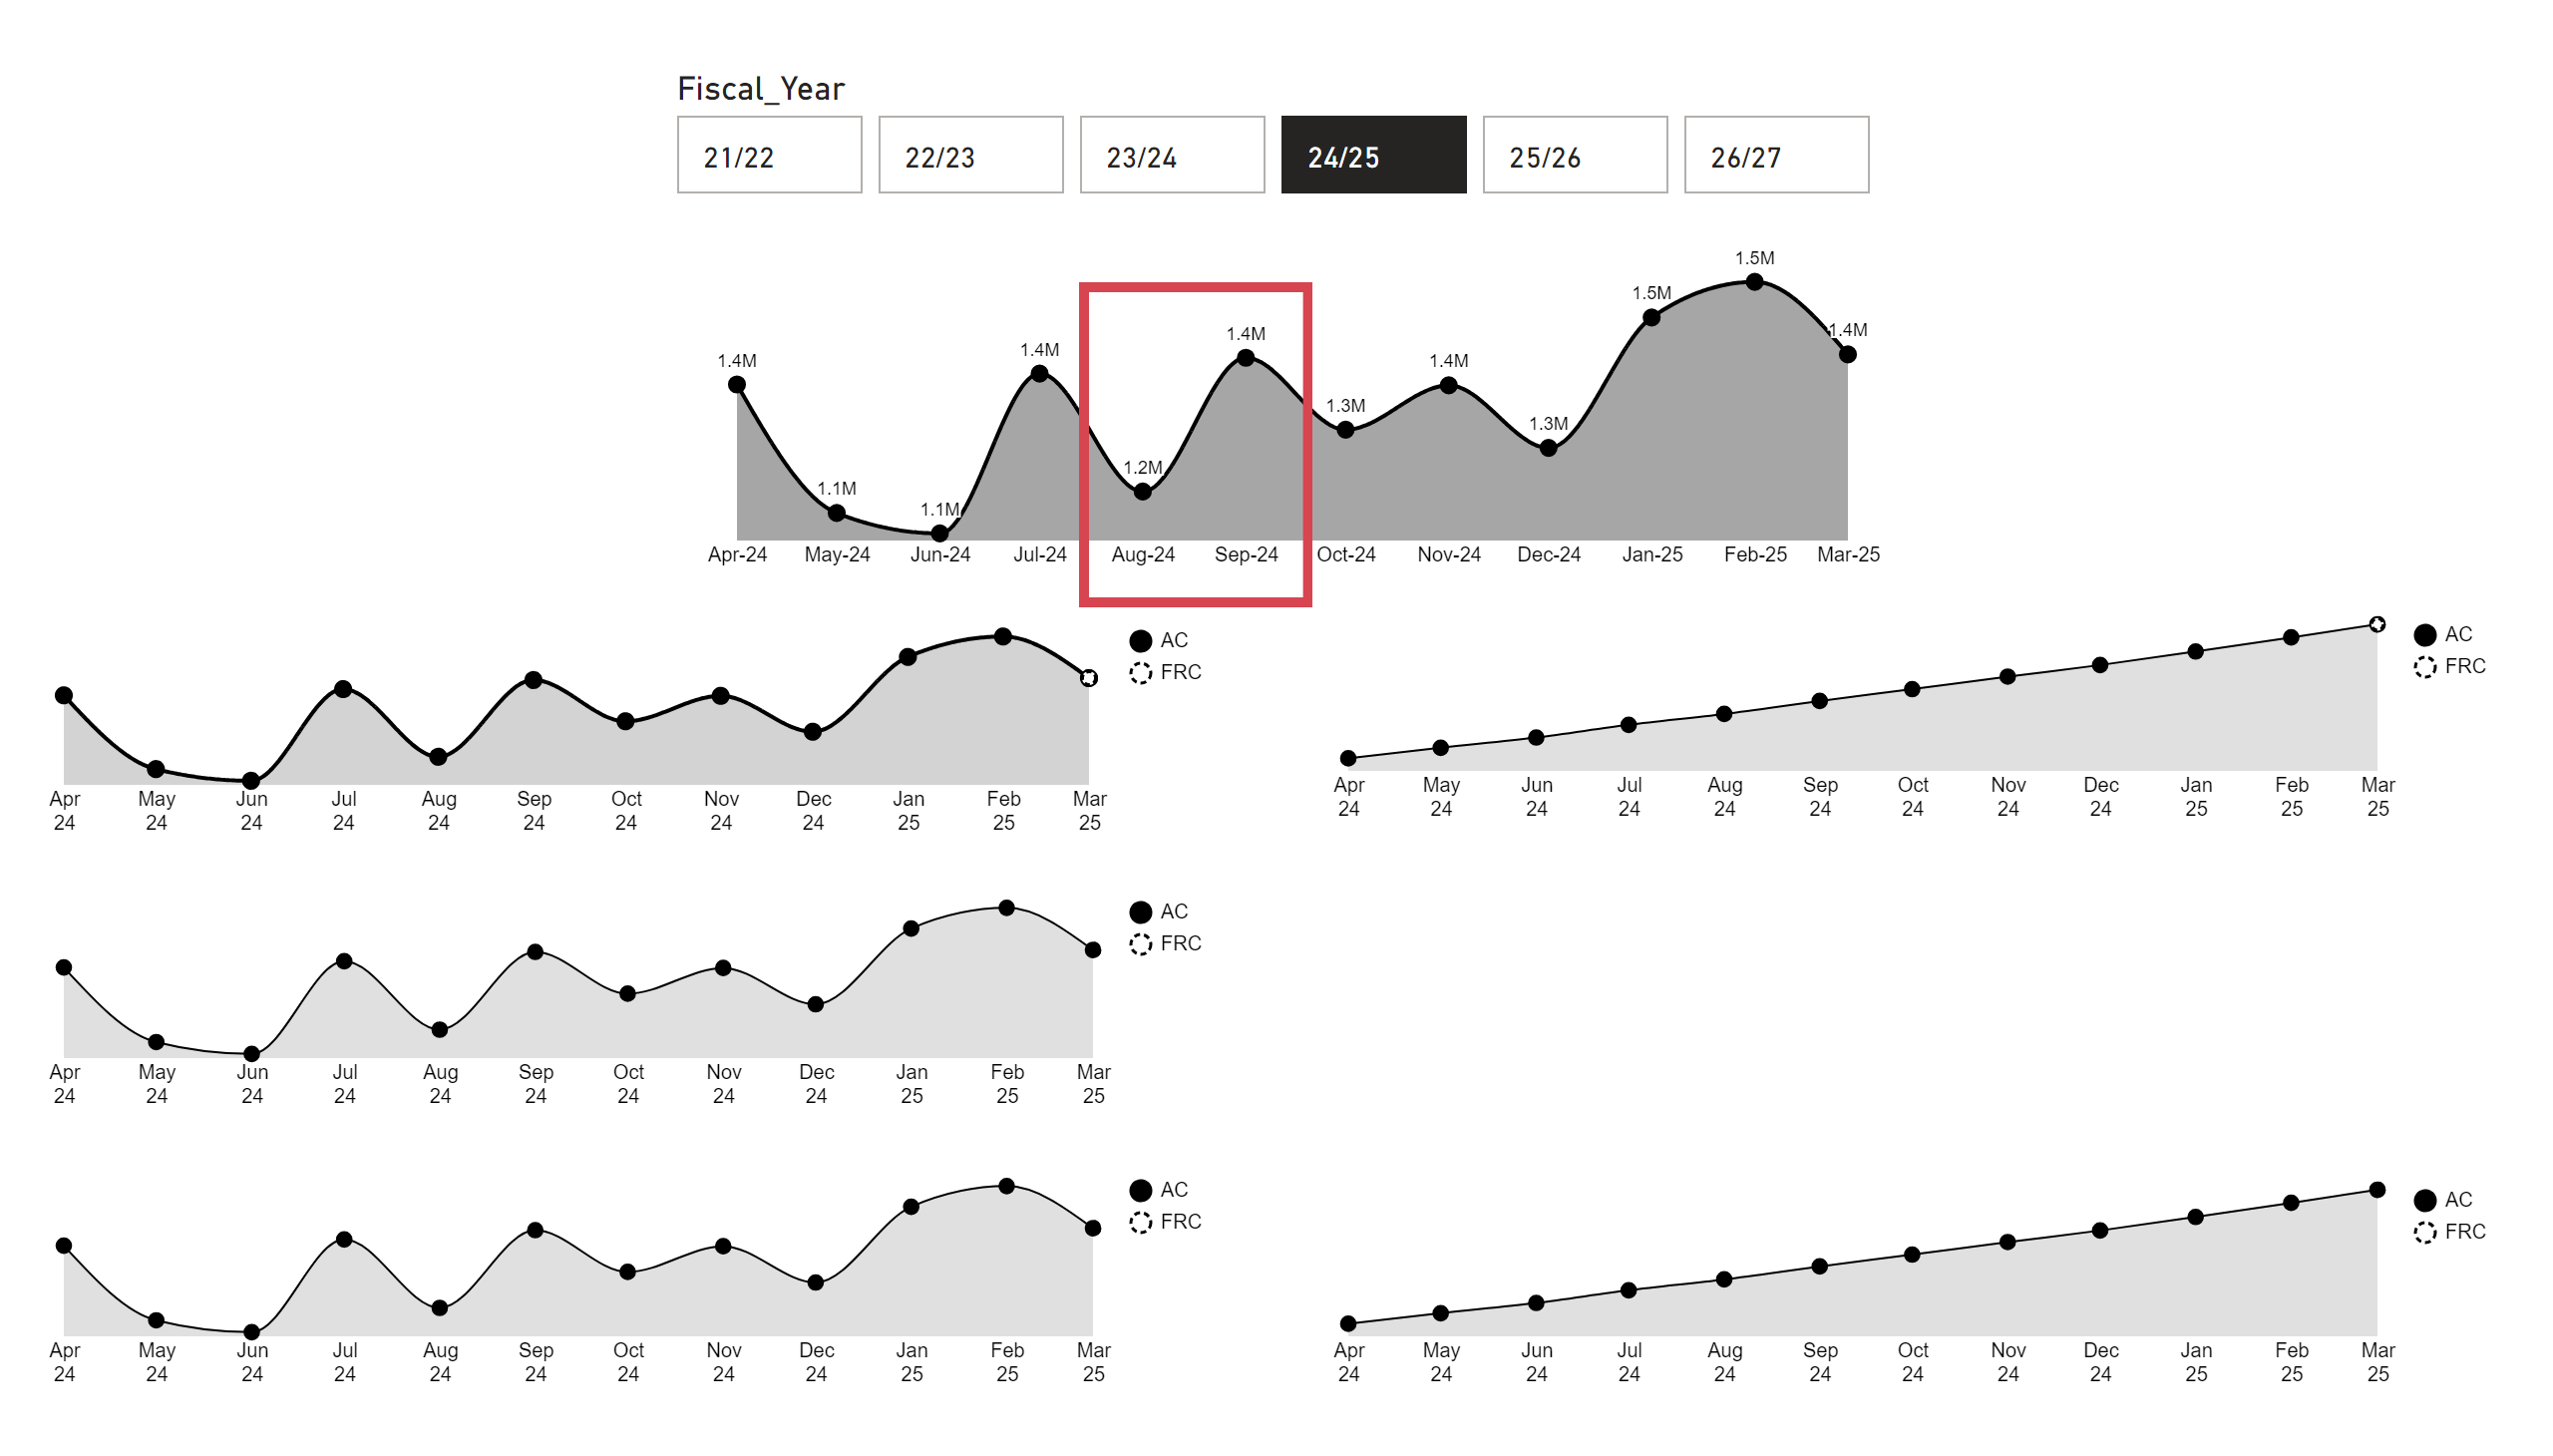 Fiscal_Year
21/22 22/23 23/24 24/25 25/26 26/27
1.5M
1.5M
1.4M 1.4M
1.4M 1.4M 1.4M
1.3M
1.3M
1.2M
1.1M
1.1M
Apr-24 May-24 Jun-24 Jul-24 Aug-24 Sep-24 Oct-24 Nov-24 Dec-24 Jan-25 Feb-25 Mar-25
AC
FRC
Apr May Jun Jul Aug Sep Oct Nov Dec Jan Feb Mar
24 24 24 24 24 24 24 24 24 25 25 25
AC
FRC
Apr May Jun Jul Aug Sep Oct Nov Dec Jan Feb Mar
24 24 24 24 24 24 24 24 24 25 25 25
AC
FRC
Apr May Jun Jul Aug Sep Oct Nov Dec Jan Feb Mar
24 24 24 24 24 24 24 24 24 25 25 25
AC
FRC
Apr May Jun Jul Aug Sep Oct Nov Dec Jan Feb Mar
24 24 24 24 24 24 24 24 24 25 25 25
AC
FRC
Apr May Jun Jul Aug Sep Oct Nov Dec Jan Feb Mar
24 24 24 24 24 24 24 24 24 25 25 25